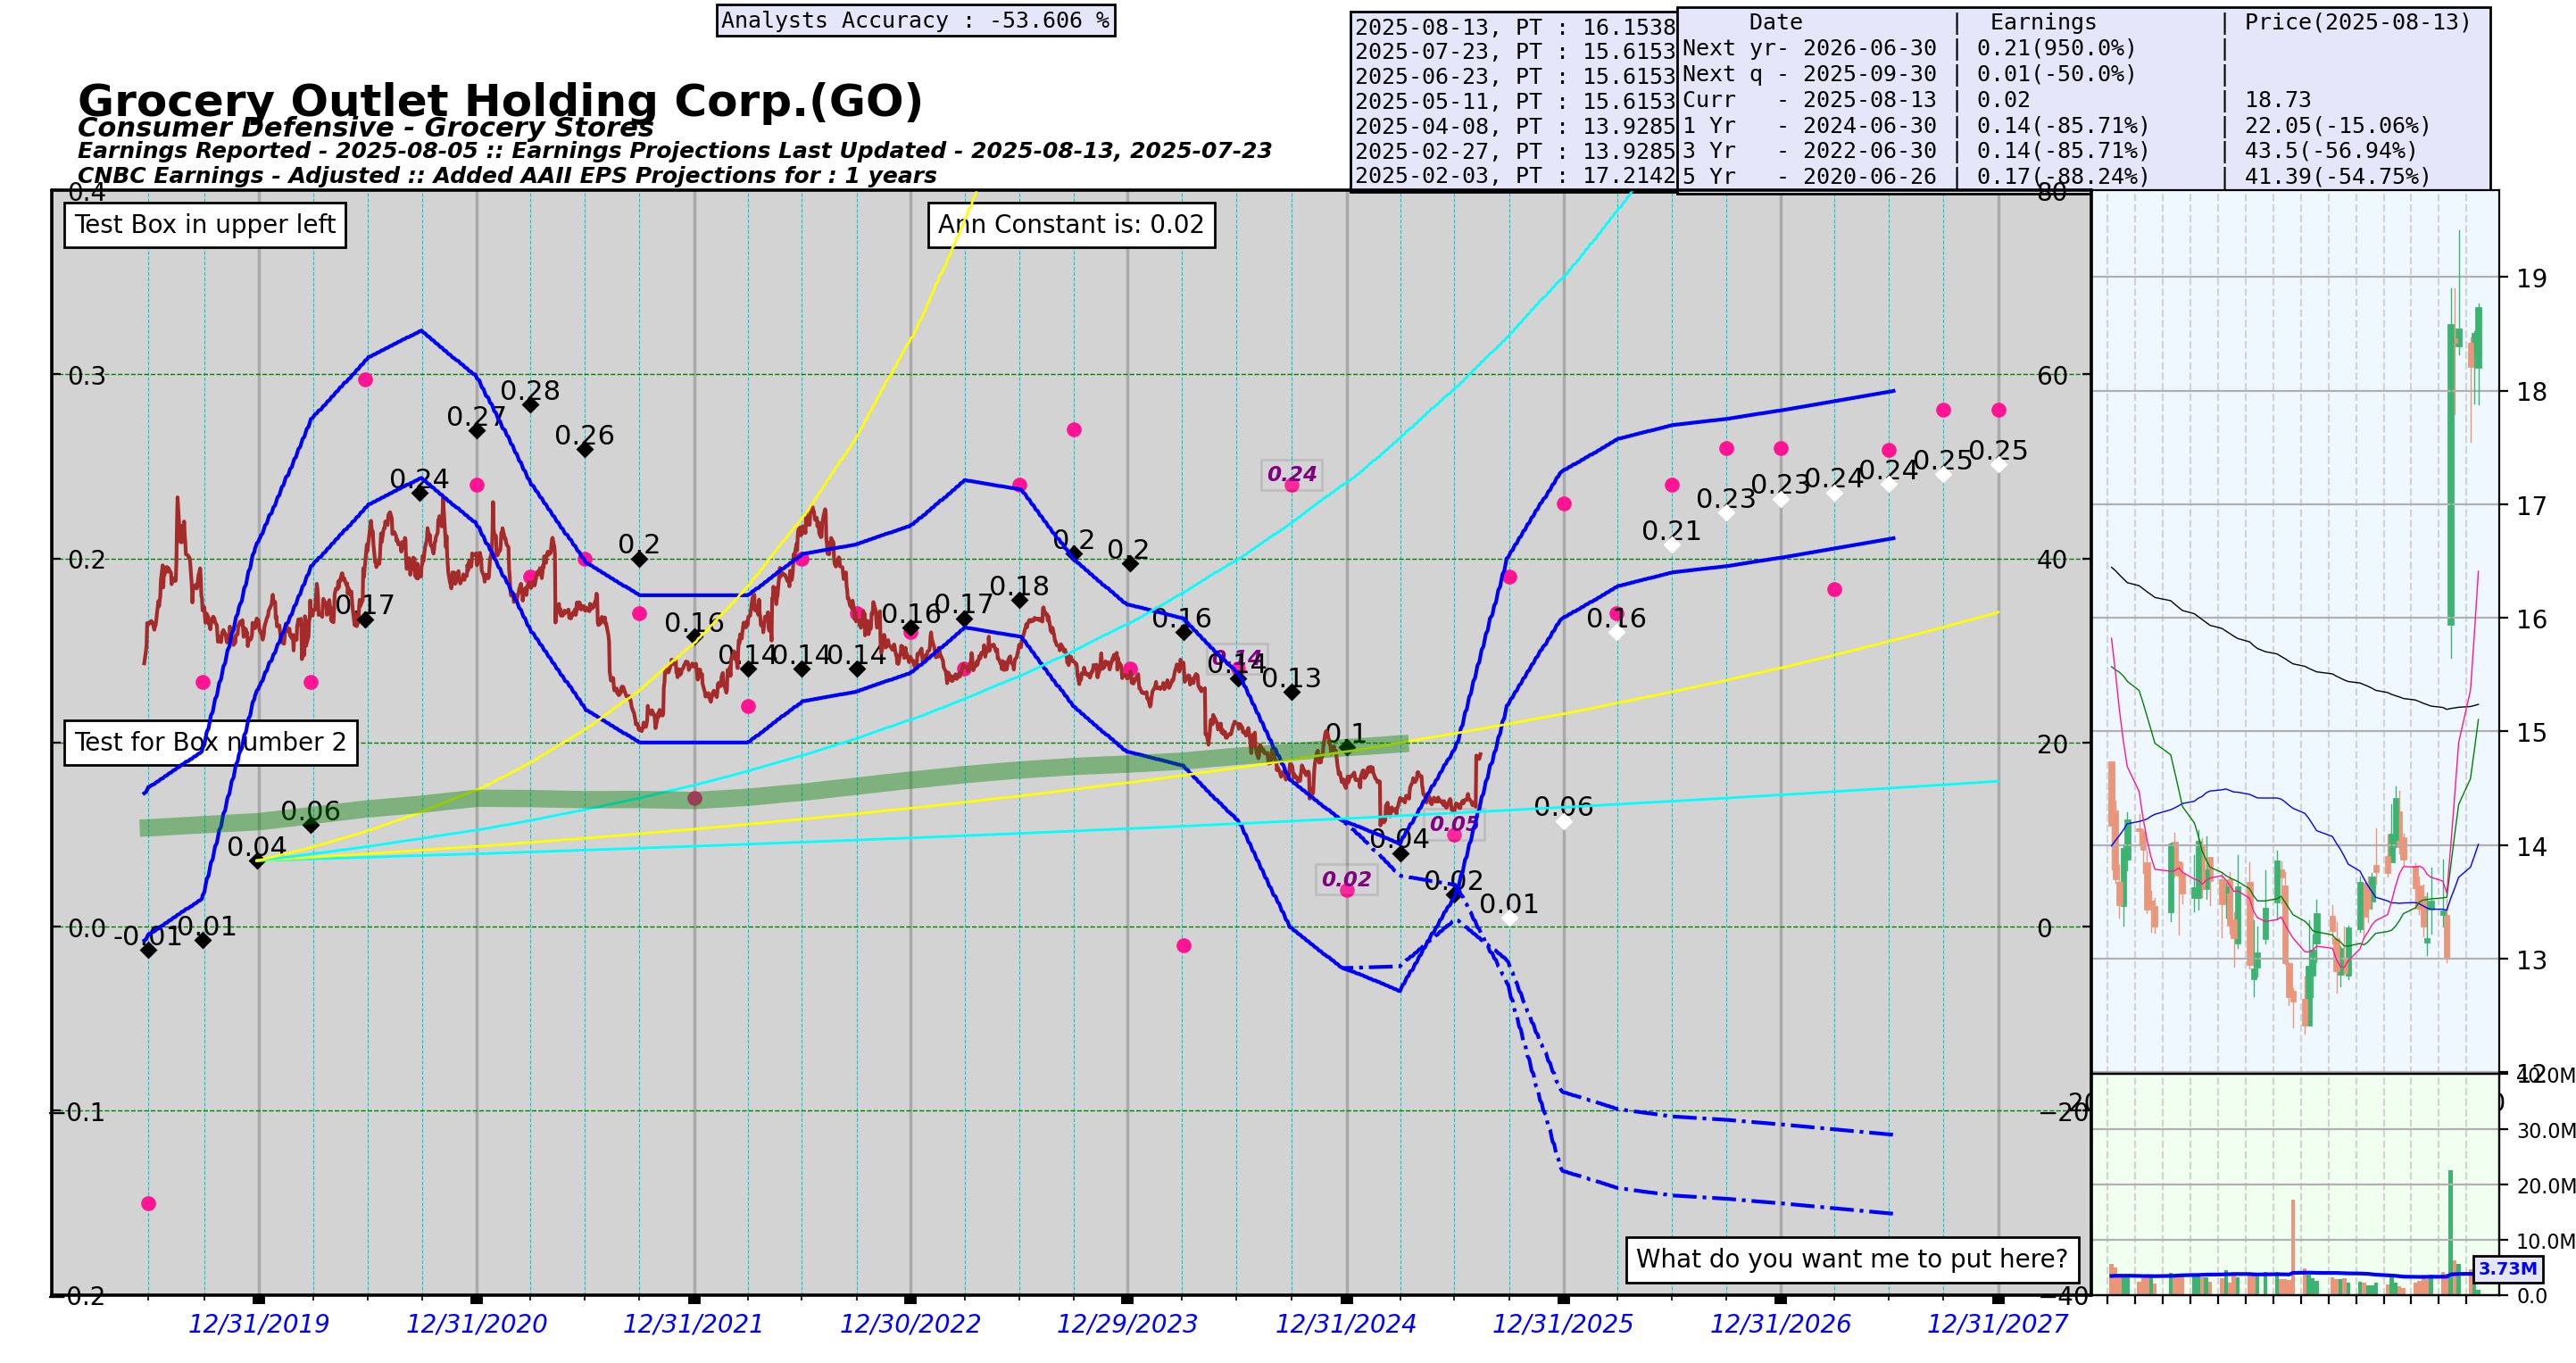 Analysts Accuracy : -53.606 %
2025-08-13, PT : 16.1538
2025-07-23, PT : 15.6153
2025-06-23, PT : 15.6153
2025-05-11, PT : 15.6153
2025-04-08, PT : 13.9285
2025-02-27, PT : 13.9285
2025-02-03, PT : 17.2142
Date | Earnings | Price(2025-08-13)
Next yr- 2026-06-30 | 0.21(950.0%) |
Next q - 2025-09-30 | 0.01(-50.0%) |
Curr - 2025-08-13 | 0.02 | 18.73
1 Yr - 2024-06-30 | 0.14(-85.71%) | 22.05(-15.06%)
3 Yr - 2022-06-30 | 0.14(-85.71%) | 43.5(-56.94%)
5 Yr - 2020-06-26 | 0.17(-88.24%) | 41.39(-54.75%)
Grocery Outlet Holding Corp.(GO)
Consumer Defensive - Grocery Stores
Earnings Reported - 2025-08-05 :: Earnings Projections Last Updated - 2025-08-13, 2025-07-23
CNBC Earnings - Adjusted :: Added AAII EPS Projections for : 1 years
Test Box in upper left
Ann Constant is: 0.02
Test for Box number 2
What do you want me to put here?
0.4
0.3
0.2
0.0
−0.1
−0.2
-0.01
-0.01
0.04
0.06
0.17
0.24
0.27
0.28
0.26
0.2
0.16
0.14
0.14
0.14
0.16
0.17
0.18
0.2
0.2
0.16
0.14
0.14
0.13
0.24
0.1
0.02
0.04
0.05
0.02
0.01
0.06
0.16
0.21
0.23
0.23
0.24
0.24
0.25
0.25
80
60
40
20
0
−20
−40
19
18
17
16
15
14
13
12
40.0M
30.0M
20.0M
10.0M
3.73M
0.0
12/31/2019
12/31/2020
12/31/2021
12/30/2022
12/29/2023
12/31/2024
12/31/2025
12/31/2026
12/31/2027